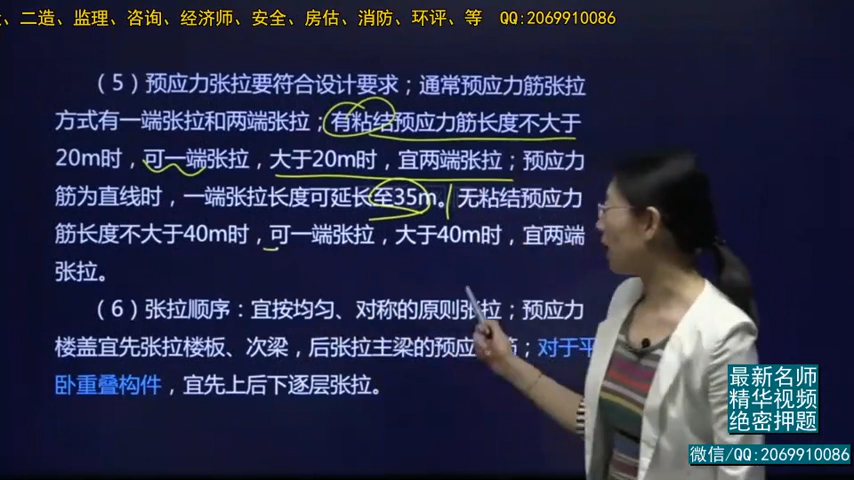 、二造、监理、咨询、经济师、安全、房估、消防、环评、等 QQ:2069910086
（5）预应力张拉要符合设计要求；通常预应力筋张拉
方式有一端张拉和两端张拉；有粘结预应力筋长度不大于
20m时，可一端张拉，大于20m时，宜两端张拉；预应力
筋为直线时，一端张拉长度可延长至35m。无粘结预应力
筋长度不大于40m时，可一端张拉，大于40m时，宜两端
张拉。
（6）张拉顺序：宜按均匀、对称的原则张拉；预应力
楼盖宜先张拉楼板、次梁，后张拉主梁的预应 筋；对于平
卧重叠构件，宜先上后下逐层张拉。
最新名师
精华视频
绝密押题
微信/QQ:2069910086